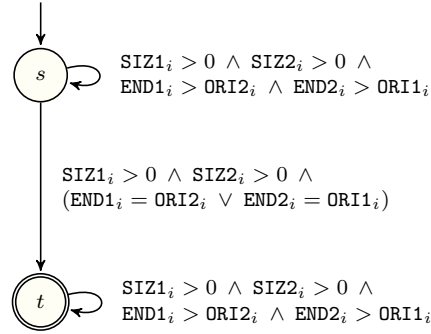 s
SIZ1ᵢ > 0 ∧ SIZ2ᵢ > 0 ∧
END1ᵢ > ORI2ᵢ ∧ END2ᵢ > ORI1ᵢ
SIZ1ᵢ > 0 ∧ SIZ2ᵢ > 0 ∧
(END1ᵢ = ORI2ᵢ ∨ END2ᵢ = ORI1ᵢ)
t
SIZ1ᵢ > 0 ∧ SIZ2ᵢ > 0 ∧
END1ᵢ > ORI2ᵢ ∧ END2ᵢ > ORI1ᵢ